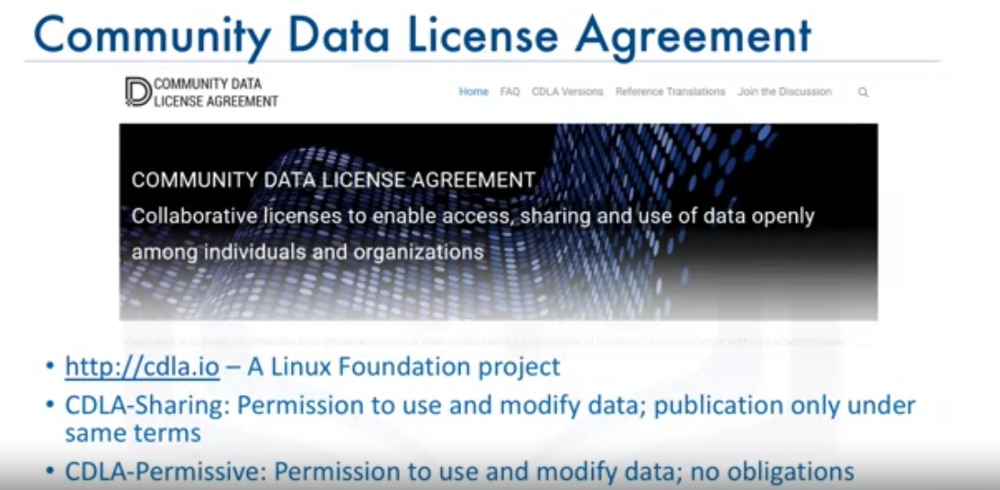 Community Data License Agreement
COMMUNITY DATA
LICENSE AGREEMENT
Home FAQ CDLA Versions Reference Translations Join the Discussion
COMMUNITY DATA LICENSE AGREEMENT
Collaborative licenses to enable access, sharing and use of data openly
among individuals and organizations
• http://cdla.io – A Linux Foundation project
• CDLA-Sharing: Permission to use and modify data; publication only under
same terms
• CDLA-Permissive: Permission to use and modify data; no obligations